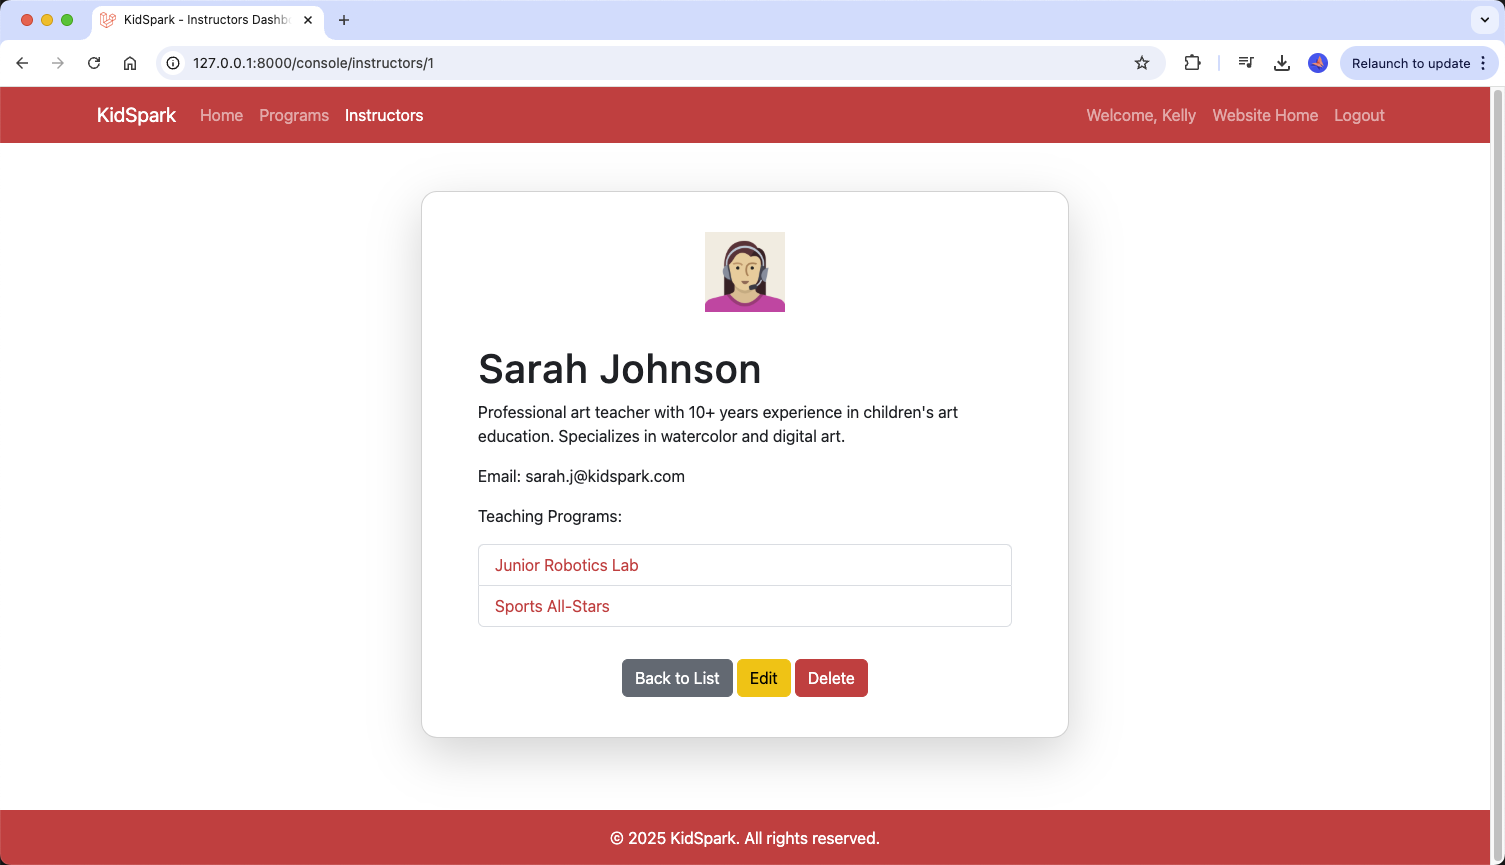 KidSpark - Instructors Dashb
127.0.0.1:8000/console/instructors/1
Relaunch to update
KidSpark Home Programs Instructors Welcome, Kelly Website Home Logout
Sarah Johnson
Professional art teacher with 10+ years experience in children's art
education. Specializes in watercolor and digital art.
Email: sarah.j@kidspark.com
Teaching Programs:
Junior Robotics Lab
Sports All-Stars
Back to List Edit Delete
© 2025 KidSpark. All rights reserved.